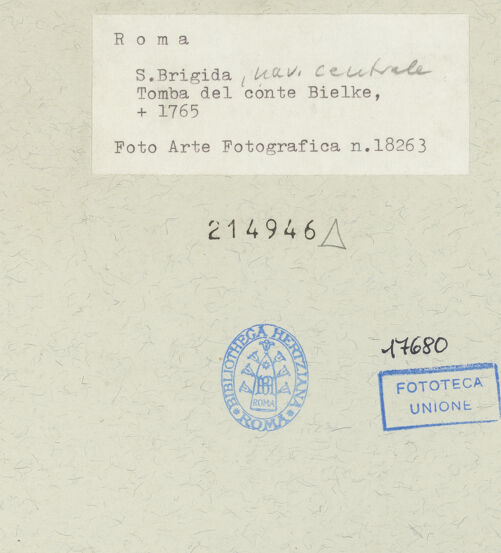 R o m a
S.Brigida, nav. centrale
Tomba del conte Bielke,
+ 1765
Foto Arte Fotografica n.18263
214946
BIBLIOTHECA HERTZIANA
ROMA
ROMA
17680
FOTOTECA
UNIONE